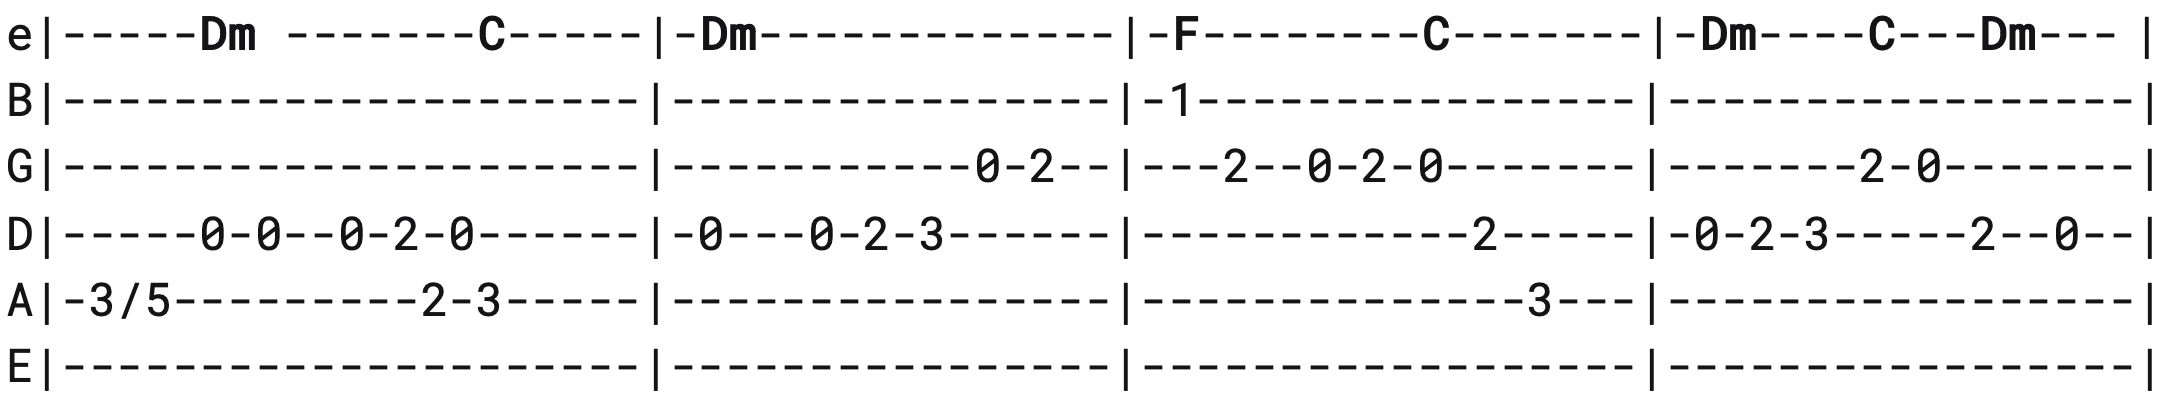 e|-----Dm -------C-----|-Dm-------------|-F--------C-------|-Dm----C---Dm--- |
B|---------------------|----------------|-1----------------|-----------------|
G|---------------------|-----------0-2--|---2--0-2-0-------|-------2-0-------|
D|-----0-0--0-2-0------|-0---0-2-3------|------------2-----|-0-2-3-----2--0--|
A|-3/5---------2-3-----|----------------|--------------3---|-----------------|
E|---------------------|----------------|------------------|-----------------|